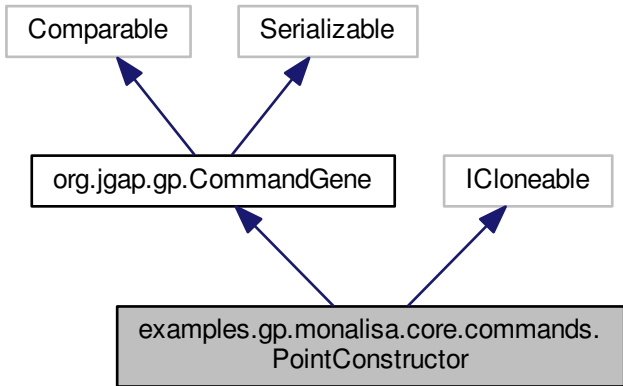 Comparable
Serializable
org.jgap.gp.CommandGene
ICloneable
examples.gp.monalisa.core.commands.
PointConstructor